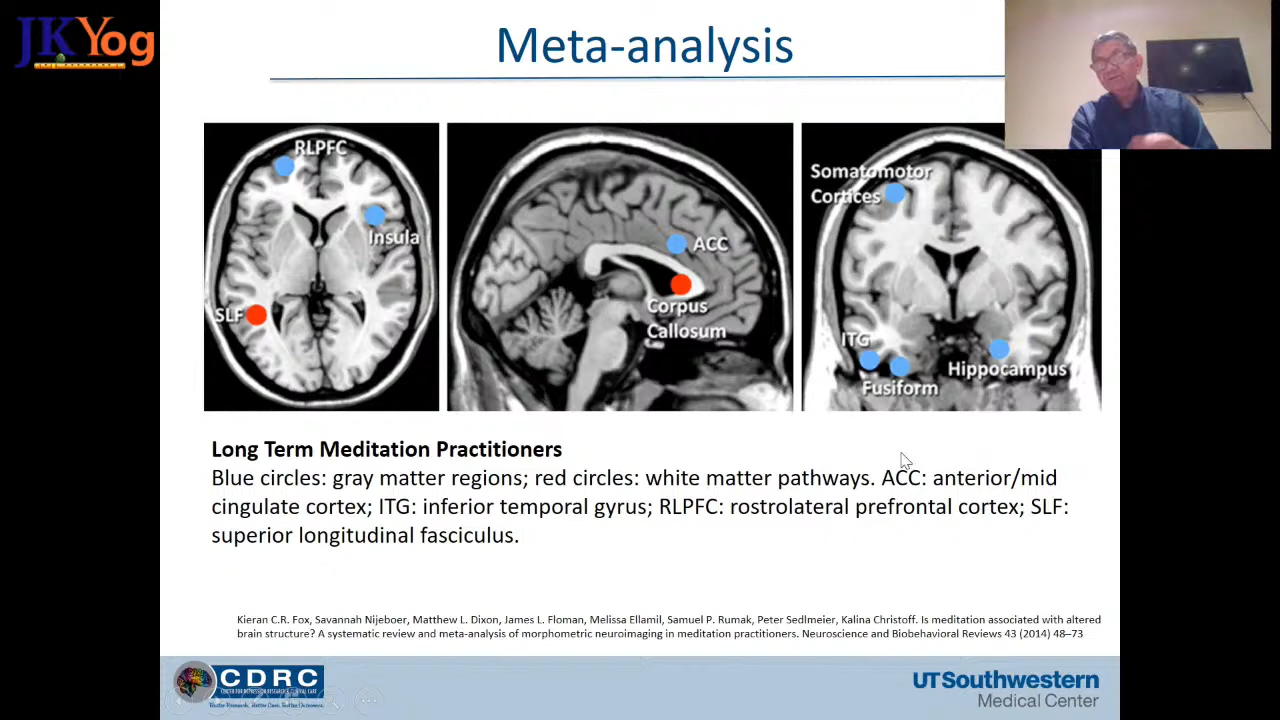 JKYog
Meta-analysis
RLPFC
Insula
SLF
ACC
Corpus
Callosum
Somatomotor
Cortices
ITG
Fusiform
Hippocampus
Long Term Meditation Practitioners
Blue circles: gray matter regions; red circles: white matter pathways. ACC: anterior/mid
cingulate cortex; ITG: inferior temporal gyrus; RLPFC: rostrolateral prefrontal cortex; SLF:
superior longitudinal fasciculus.
Kieran C.R. Fox, Savannah Nijeboer, Matthew L. Dixon, James L. Floman, Melissa Ellamil, Samuel P. Rumak, Peter Sedlmeier, Kalina Christoff. Is meditation associated with altered
brain structure? A systematic review and meta-analysis of morphometric neuroimaging in meditation practitioners. Neuroscience and Biobehavioral Reviews 43 (2014) 48–73
CDRC
UTSouthwestern
Medical Center